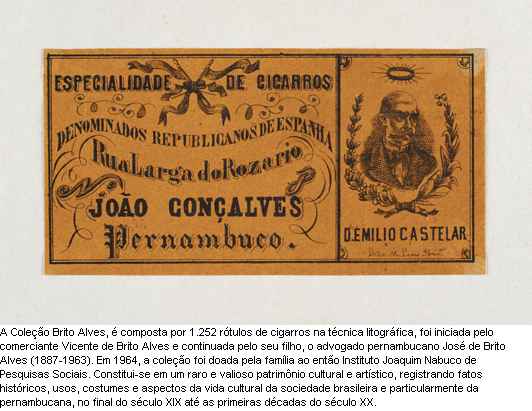 ESPECIALIDADE DE CIGARROS
DENOMINADOS REPUBLICANOS DE ESPANHA
Rua Larga do Rozario
JOÃO GONÇALVES
Pernambuco.
D. EMILIO CASTELAR
A Coleção Brito Alves, é composta por 1.252 rótulos de cigarros na técnica litográfica, foi iniciada pelo
comerciante Vicente de Brito Alves e continuada pelo seu filho, o advogado pernambucano José de Brito
Alves (1887-1963). Em 1964, a coleção foi doada pela família ao então Instituto Joaquim Nabuco de
Pesquisas Sociais. Constitui-se em um raro e valioso patrimônio cultural e artístico, registrando fatos
históricos, usos, costumes e aspectos da vida cultural da sociedade brasileira e particularmente da
pernambucana, no final do século XIX até as primeiras décadas do século XX.